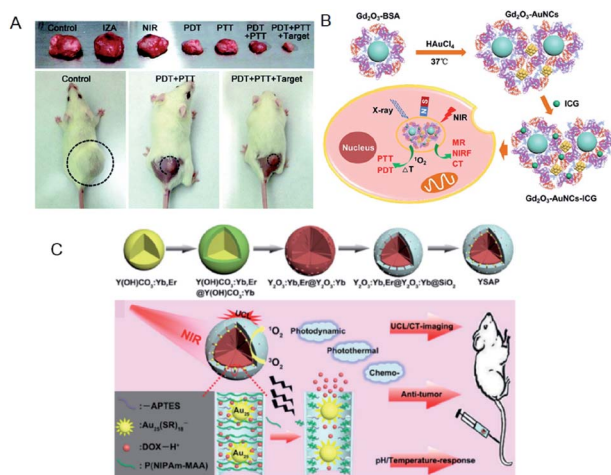 A
Control
IZA
NIR
PDT
PTT
PDT
+PTT
PDT+PTT
+Target
Control
PDT+PTT
PDT+PTT+Target
B
Gd₂O₃-BSA
HAuCl₄
37℃
Gd₂O₃-AuNCs
ICG
Gd₂O₃-AuNCs-ICG
X-ray
N
S
NIR
Nucleus
PTT
PDT
¹O₂
△T
MR
NIRF
CT
C
Y(OH)CO₃:Yb,Er
Y(OH)CO₃:Yb,Er
@Y(OH)CO₃:Yb
Y₂O₃:Yb,Er@Y₂O₃:Yb
Y₂O₃:Yb,Er@Y₂O₃:Yb@SiO₂
YSAP
NIR
UCL
¹O₂
³O₂
Photodynamic
Photothermal
Chemo-
UCL/CT-imaging
Anti-tumor
pH/Temperature-response
:~APTES
:Au₂₅(SR)₁₈⁻
:DOX-H⁺
:P(NIPAm-MAA)
Au₂₅
Au₂₅